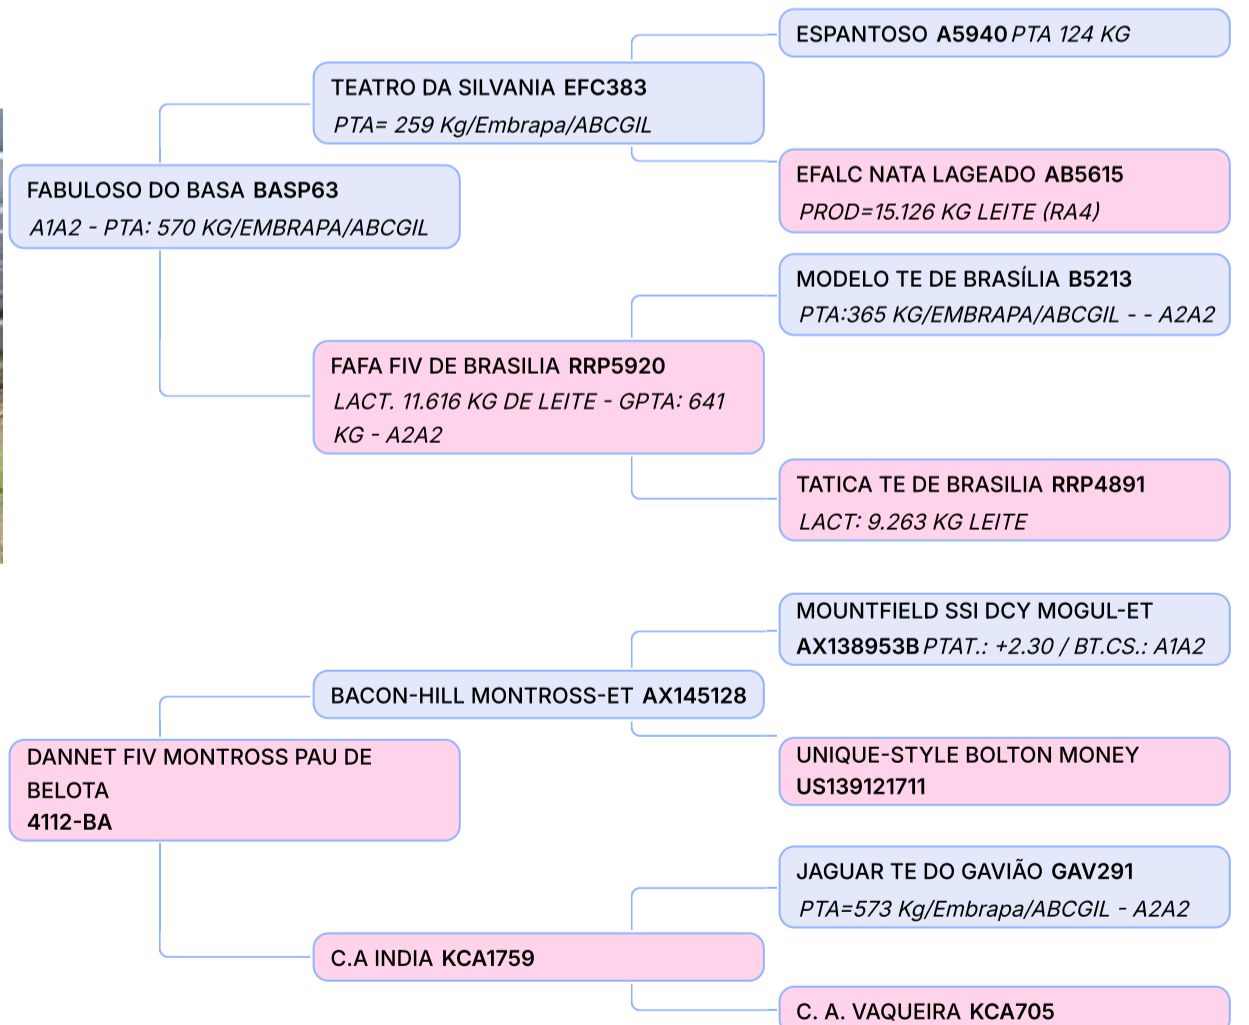 ESPANTOSO A5940 PTA 124 KG
TEATRO DA SILVANIA EFC383
PTA= 259 Kg/Embrapa/ABCGIL
EFALC NATA LAGEADO AB5615
PROD=15.126 KG LEITE (RA4)
FABULOSO DO BASA BASP63
A1A2 - PTA: 570 KG/EMBRAPA/ABCGIL
MODELO TE DE BRASÍLIA B5213
PTA:365 KG/EMBRAPA/ABCGIL - - A2A2
FAFA FIV DE BRASILIA RRP5920
LACT. 11.616 KG DE LEITE - GPTA: 641
KG - A2A2
TATICA TE DE BRASILIA RRP4891
LACT: 9.263 KG LEITE
MOUNTFIELD SSI DCY MOGUL-ET
AX138953B PTAT.: +2.30 / BT.CS.: A1A2
BACON-HILL MONTROSS-ET AX145128
UNIQUE-STYLE BOLTON MONEY
US139121711
DANNET FIV MONTROSS PAU DE
BELOTA
4112-BA
JAGUAR TE DO GAVIÃO GAV291
PTA=573 Kg/Embrapa/ABCGIL - A2A2
C.A INDIA KCA1759
C. A. VAQUEIRA KCA705